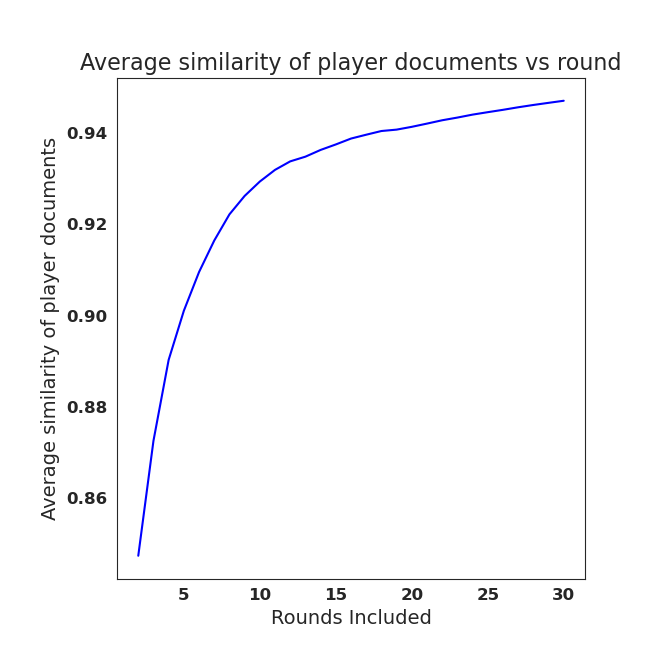 Average similarity of player documents vs round
Average similarity of player documents
0.94
0.92
0.90
0.88
0.86
5 10 15 20 25 30
Rounds Included